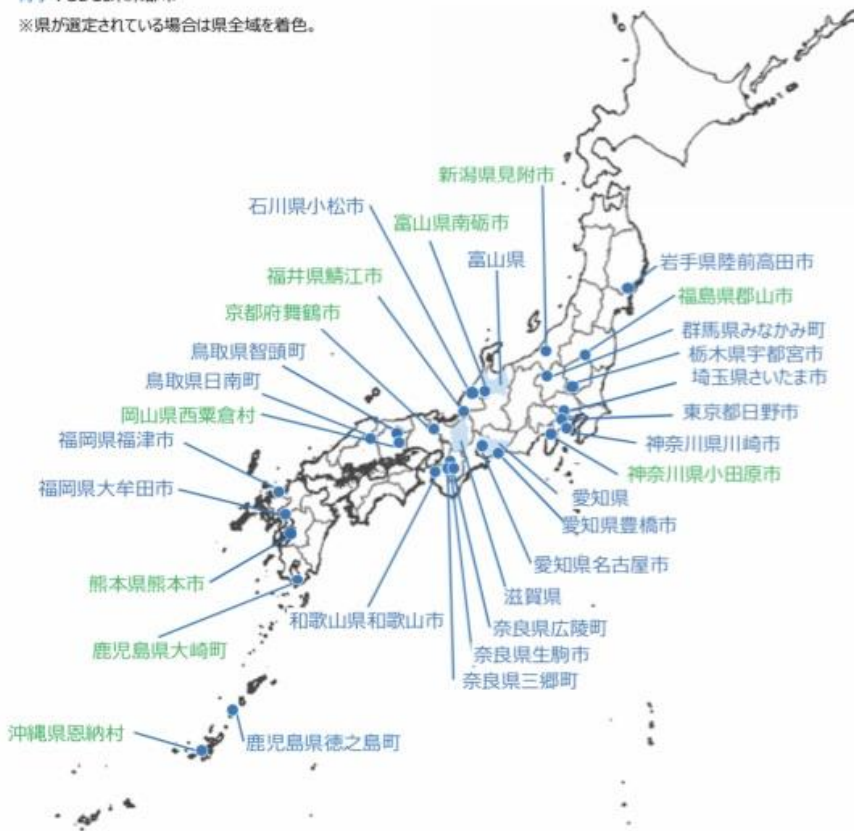 ※県が選定されている場合は県全域を着色。
新潟県見附市
石川県小松市
富山県南砺市
富山県
岩手県陸前高田市
福井県鯖江市
福島県郡山市
京都府舞鶴市
群馬県みなかみ町
鳥取県智頭町
栃木県宇都宮市
鳥取県日南町
埼玉県さいたま市
岡山県西粟倉村
東京都日野市
福岡県福津市
神奈川県川崎市
神奈川県小田原市
福岡県大牟田市
愛知県
愛知県豊橋市
愛知県名古屋市
熊本県熊本市
滋賀県
和歌山県和歌山市
奈良県広陵町
鹿児島県大崎町
奈良県生駒市
奈良県三郷町
沖縄県恩納村
鹿児島県徳之島町